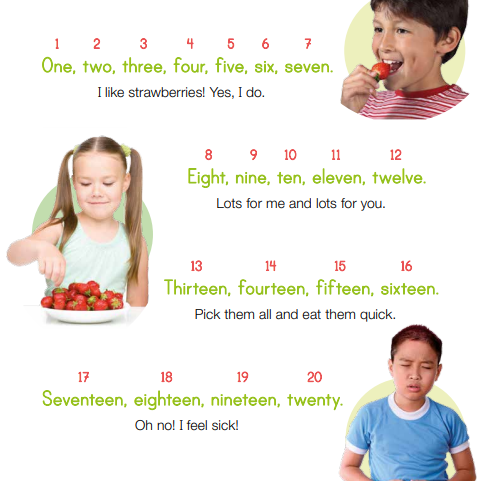 1 2 3 4 5 6 7
One, two, three, four, five, six, seven.
I like strawberries! Yes, I do.
8 9 10 11 12
Eight, nine, ten, eleven, twelve.
Lots for me and lots for you.
13 14 15 16
Thirteen, fourteen, fifteen, sixteen.
Pick them all and eat them quick.
17 18 19 20
Seventeen, eighteen, nineteen, twenty.
Oh no! I feel sick!